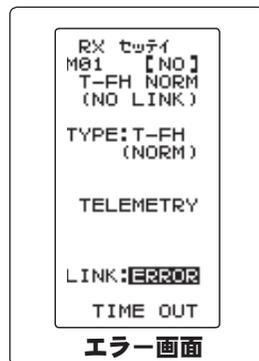 RX セッテイ
M01 [NO]
T-FH NORM
(NO LINK)
TYPE:T-FH
(NORM)
TELEMETRY
LINK:ERROR
TIME OUT
エラー画面